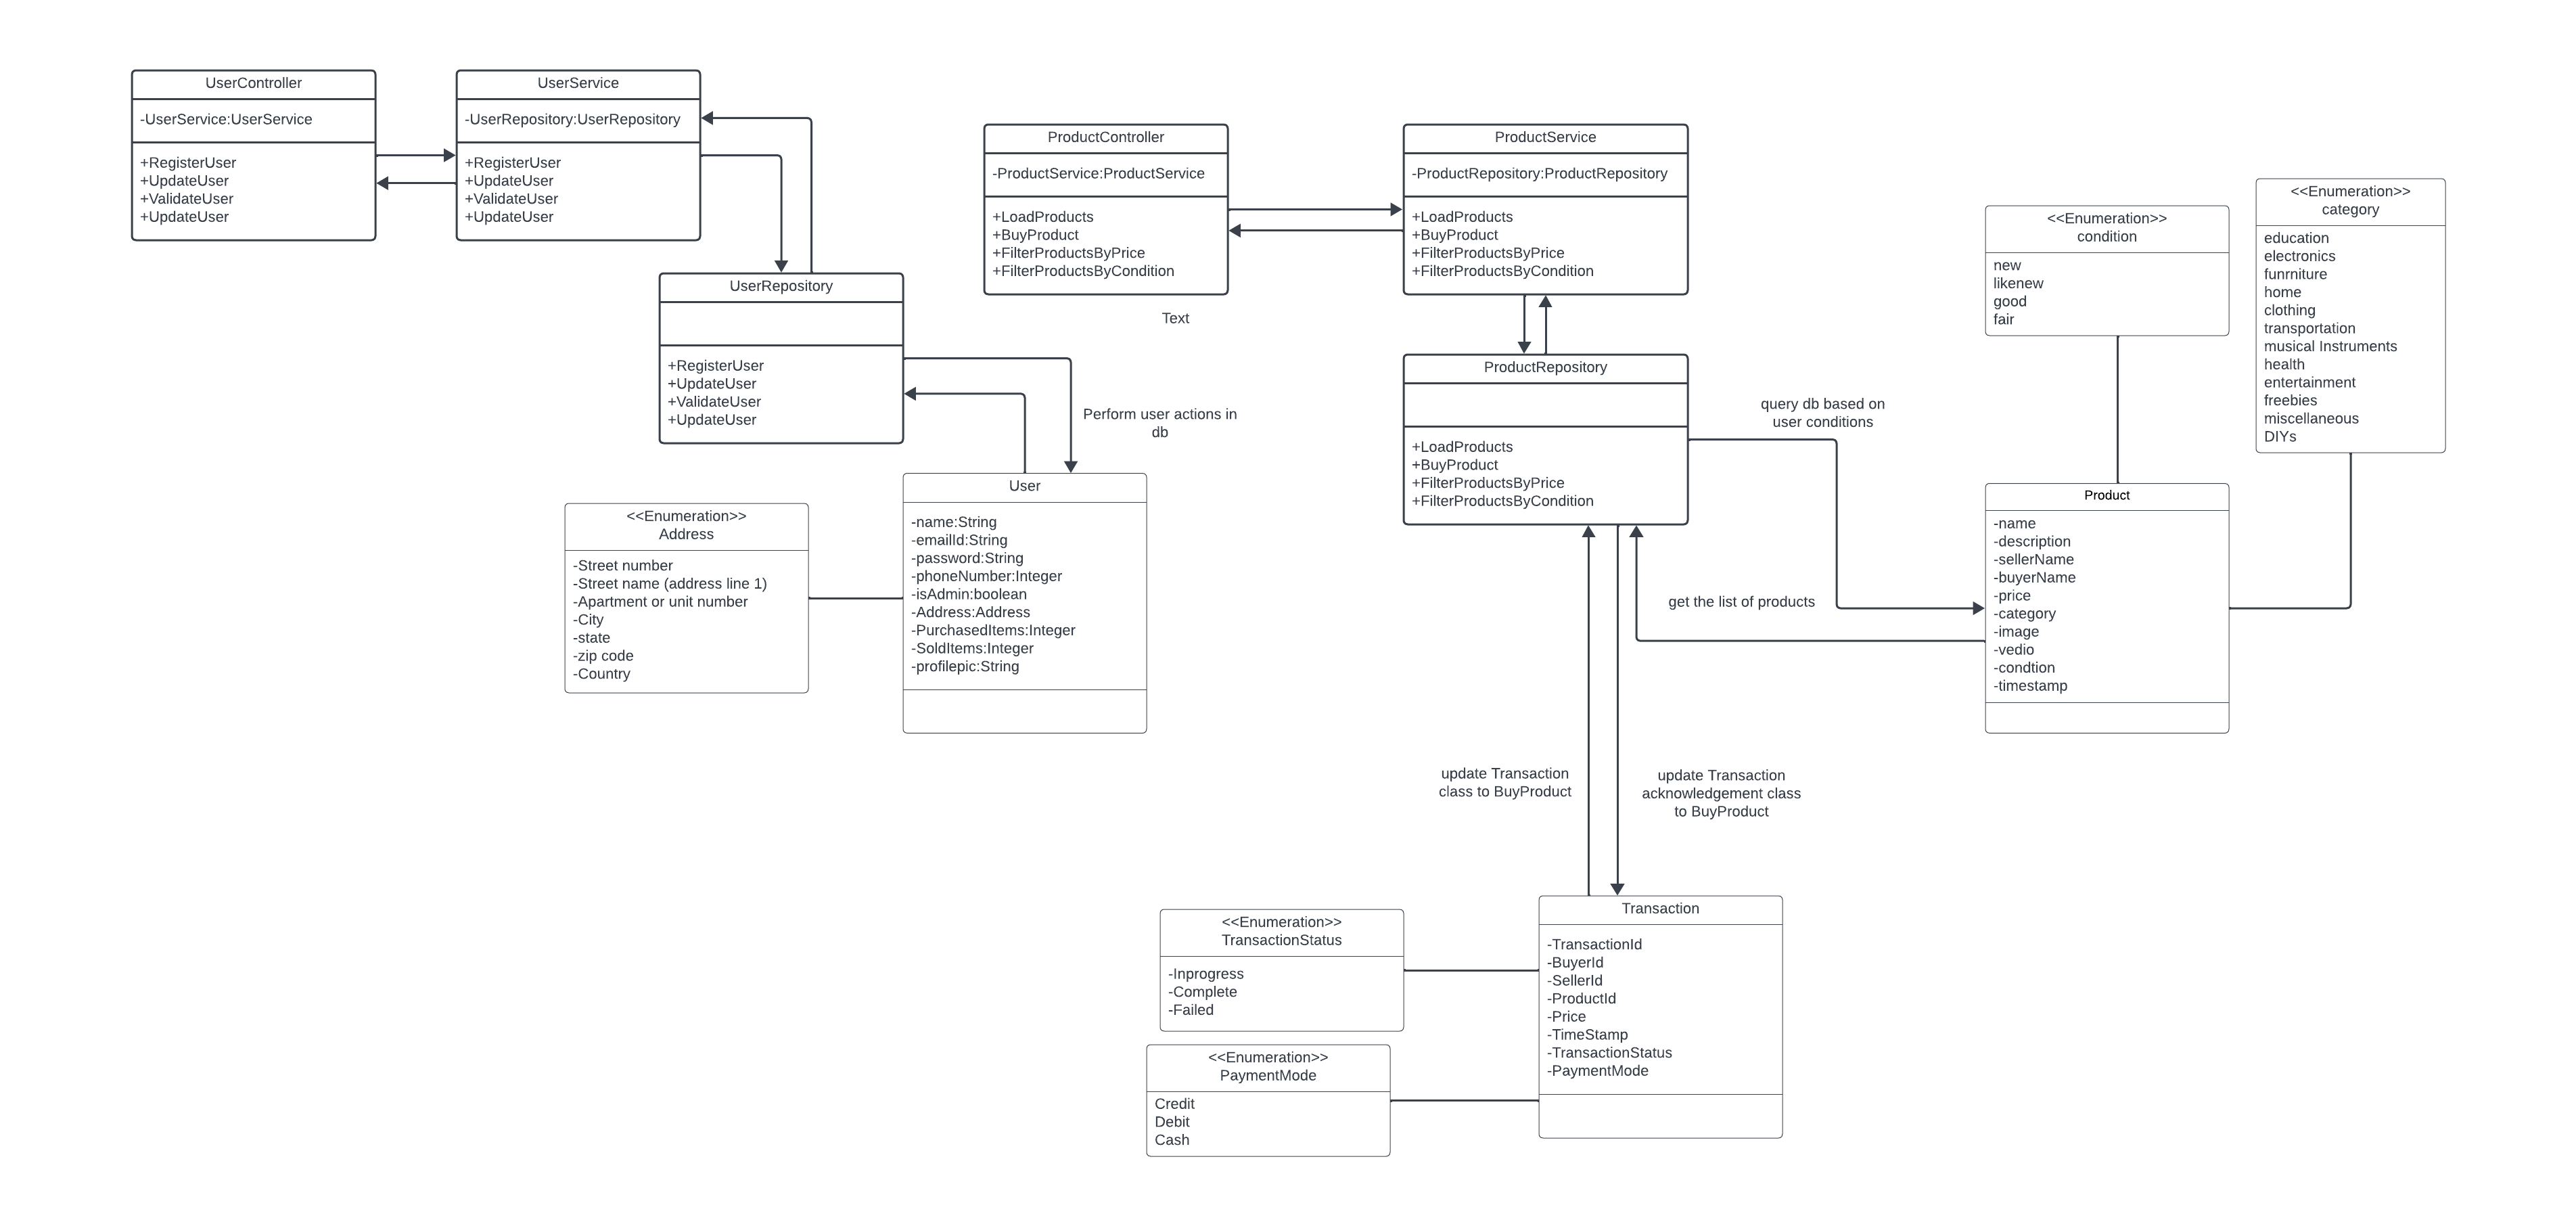 UserController
-UserService:UserService
+RegisterUser
+UpdateUser
+ValidateUser
+UpdateUser
UserService
-UserRepository:UserRepository
+RegisterUser
+UpdateUser
+ValidateUser
+UpdateUser
UserRepository
+RegisterUser
+UpdateUser
+ValidateUser
+UpdateUser
Perform user actions in
db
User
-name:String
-emailId:String
-password:String
-phoneNumber:Integer
-isAdmin:boolean
-Address:Address
-PurchasedItems:Integer
-SoldItems:Integer
-profilepic:String
<<Enumeration>>
Address
-Street number
-Street name (address line 1)
-Apartment or unit number
-City
-state
-zip code
-Country
ProductController
-ProductService:ProductService
+LoadProducts
+BuyProduct
+FilterProductsByPrice
+FilterProductsByCondition
Text
ProductService
-ProductRepository:ProductRepository
+LoadProducts
+BuyProduct
+FilterProductsByPrice
+FilterProductsByCondition
ProductRepository
+LoadProducts
+BuyProduct
+FilterProductsByPrice
+FilterProductsByCondition
query db based on
user conditions
get the list of products
<<Enumeration>>
condition
new
likenew
good
fair
<<Enumeration>>
category
education
electronics
funrniture
home
clothing
transportation
musical Instruments
health
entertainment
freebies
miscellaneous
DIYs
Product
-name
-description
-sellerName
-buyerName
-price
-category
-image
-vedio
-condtion
-timestamp
update Transaction
class to BuyProduct
update Transaction
acknowledgement class
to BuyProduct
<<Enumeration>>
TransactionStatus
-Inprogress
-Complete
-Failed
<<Enumeration>>
PaymentMode
Credit
Debit
Cash
Transaction
-TransactionId
-BuyerId
-SellerId
-ProductId
-Price
-TimeStamp
-TransactionStatus
-PaymentMode